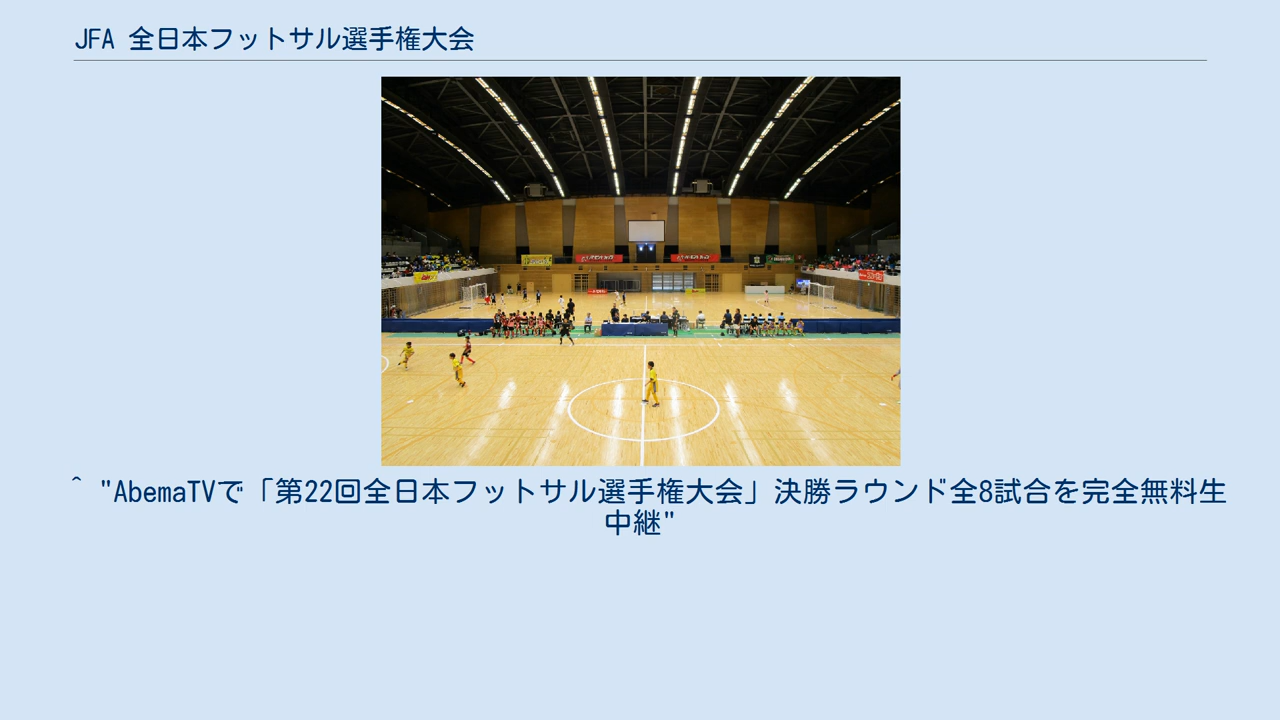 JFA 全日本フットサル選手権大会
^ "AbemaTVで「第22回全日本フットサル選手権大会」決勝ラウンド全8試合を完全無料生
中継"